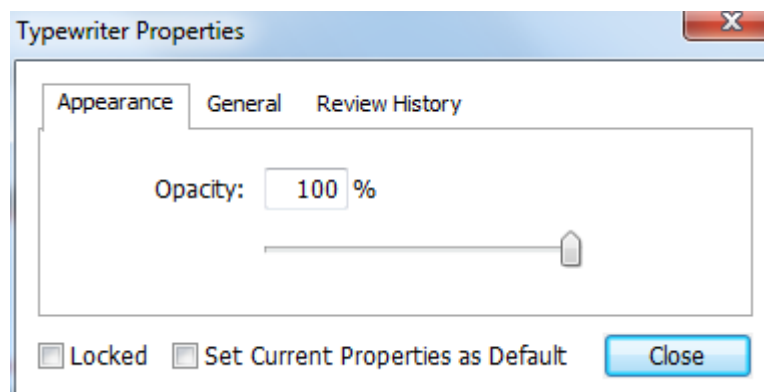 Typewriter Properties
Appearance General Review History
Opacity: 100 %
Locked Set Current Properties as Default Close